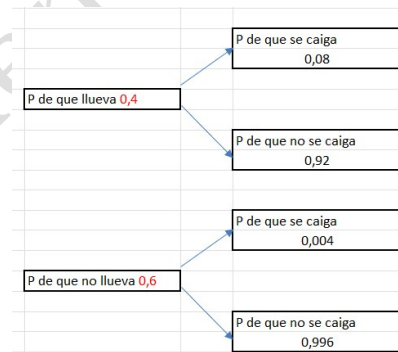 P de que se caiga
0,08
P de que llueva 0,4
P de que no se caiga
0,92
P de que se caiga
0,004
P de que no llueva 0,6
P de que no se caiga
0,996